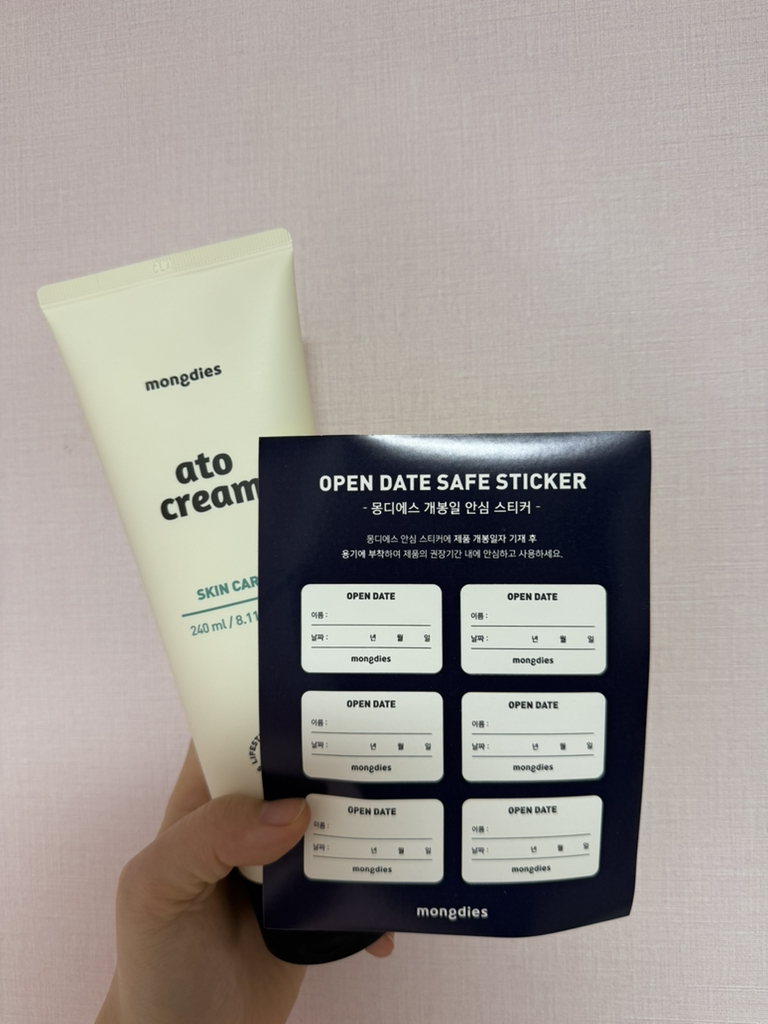 mongdies
ato
cream
SKIN CAR
240 ml / 8.11
LIFEST
OPEN DATE SAFE STICKER
- 몽디에스 개봉일 안심 스티커 -
몽디에스 안심 스티커에 제품 개봉일자 기재 후
용기에 부착하여 제품의 권장기간 내에 안심하고 사용하세요.
OPEN DATE
이름 :
날짜 : 년 월 일
mongdies
OPEN DATE
이름 :
날짜 : 년 월 일
mongdies
OPEN DATE
이름 :
날짜 : 년 월 일
mongdies
OPEN DATE
이름 :
날짜 : 년 월 일
mongdies
OPEN DATE
이름 :
날짜 : 년 월 일
mongdies
OPEN DATE
이름 :
날짜 : 년 월 일
mongdies
mongdies